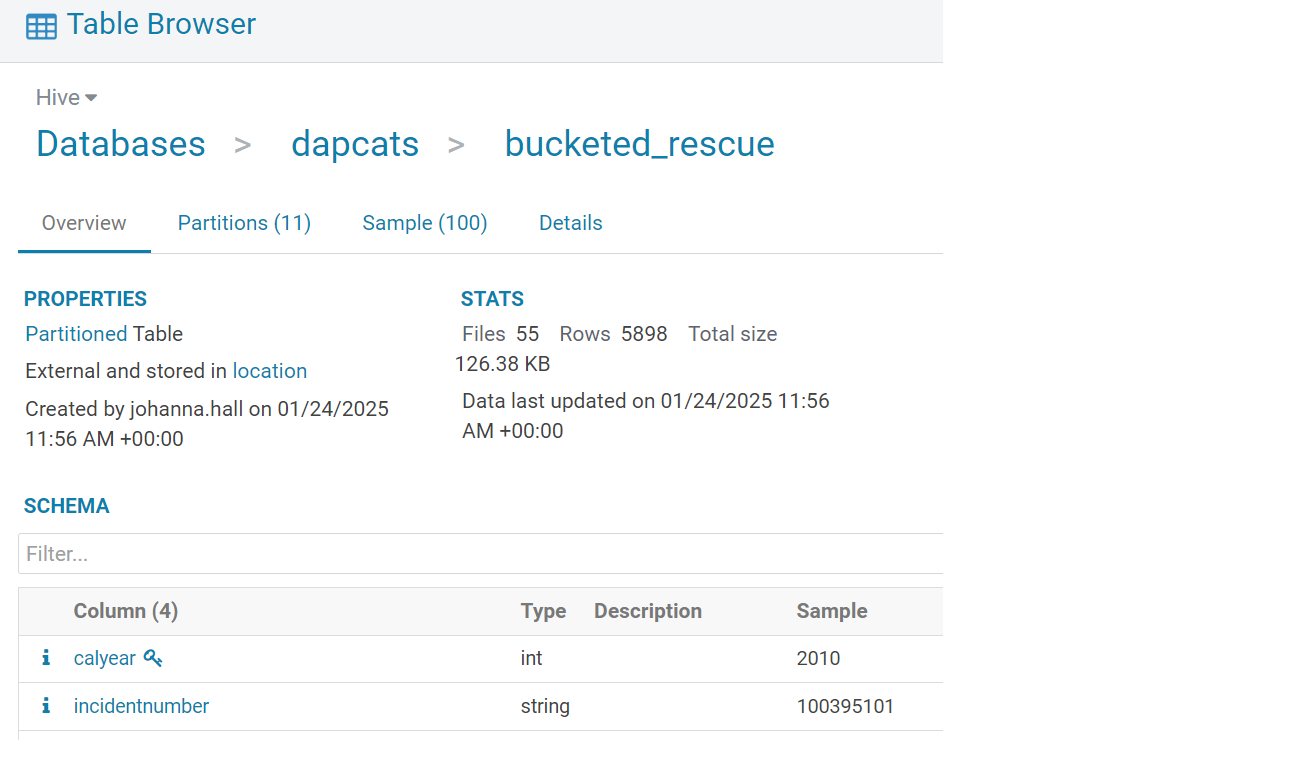 Table Browser
Hive
Databases > dapcats > bucketed_rescue
Overview Partitions (11) Sample (100) Details
PROPERTIES
Partitioned Table
External and stored in location
Created by johanna.hall on 01/24/2025
11:56 AM +00:00
STATS
Files 55 Rows 5898 Total size
126.38 KB
Data last updated on 01/24/2025 11:56
AM +00:00
SCHEMA
Filter...
Column (4) Type Description Sample
calyear int 2010
incidentnumber string 100395101